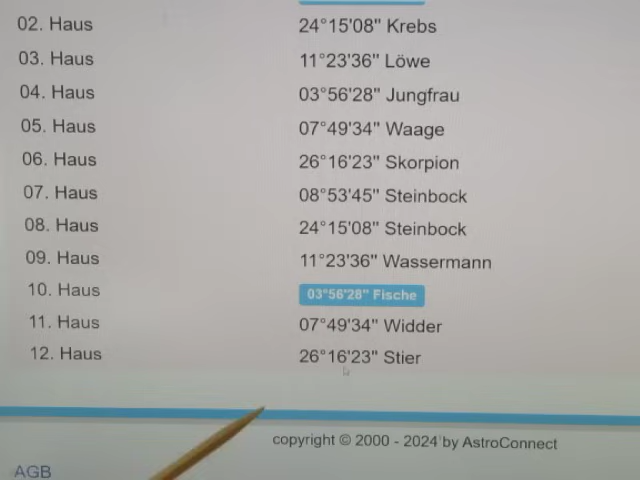 02. Haus 24°15'08" Krebs
03. Haus 11°23'36" Löwe
04. Haus 03°56'28" Jungfrau
05. Haus 07°49'34" Waage
06. Haus 26°16'23" Skorpion
07. Haus 08°53'45" Steinbock
08. Haus 24°15'08" Steinbock
09. Haus 11°23'36" Wassermann
10. Haus 03°56'28" Fische
11. Haus 07°49'34" Widder
12. Haus 26°16'23" Stier
copyright © 2000 - 2024 by AstroConnect
AGB